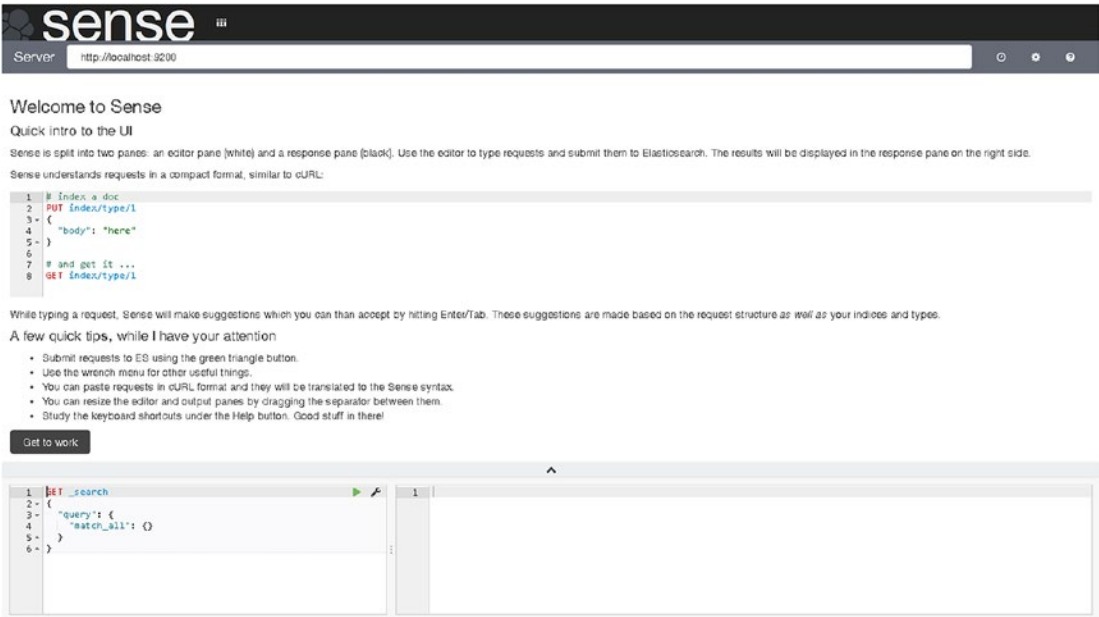 sense
Server http://localhost:9200
Welcome to Sense
Quick intro to the UI
Sense is split into two panes: an editor pane (white) and a response pane (black). Use the editor to type requests and submit them to Elasticsearch. The results will be displayed in the response pane on the right side.
Sense understands requests in a compact format, similar to cURL:
1 # index a doc
2 PUT index/type/1
3 {
4 "body": "here"
5 }
6
7 # and get it ...
8 GET index/type/1
While typing a request, Sense will make suggestions which you can than accept by hitting Enter/Tab. These suggestions are made based on the request structure as well as your indices and types.
A few quick tips, while I have your attention
• Submit requests to ES using the green triangle button.
• Use the wrench menu for other useful things.
• You can paste requests in cURL format and they will be translated to the Sense syntax.
• You can resize the editor and output panes by dragging the separator between them.
• Study the keyboard shortcuts under the Help button. Good stuff in there!
Get to work
1 GET _search
2 {
3 "query": {
4 "match_all": {}
5 }
6 }
1